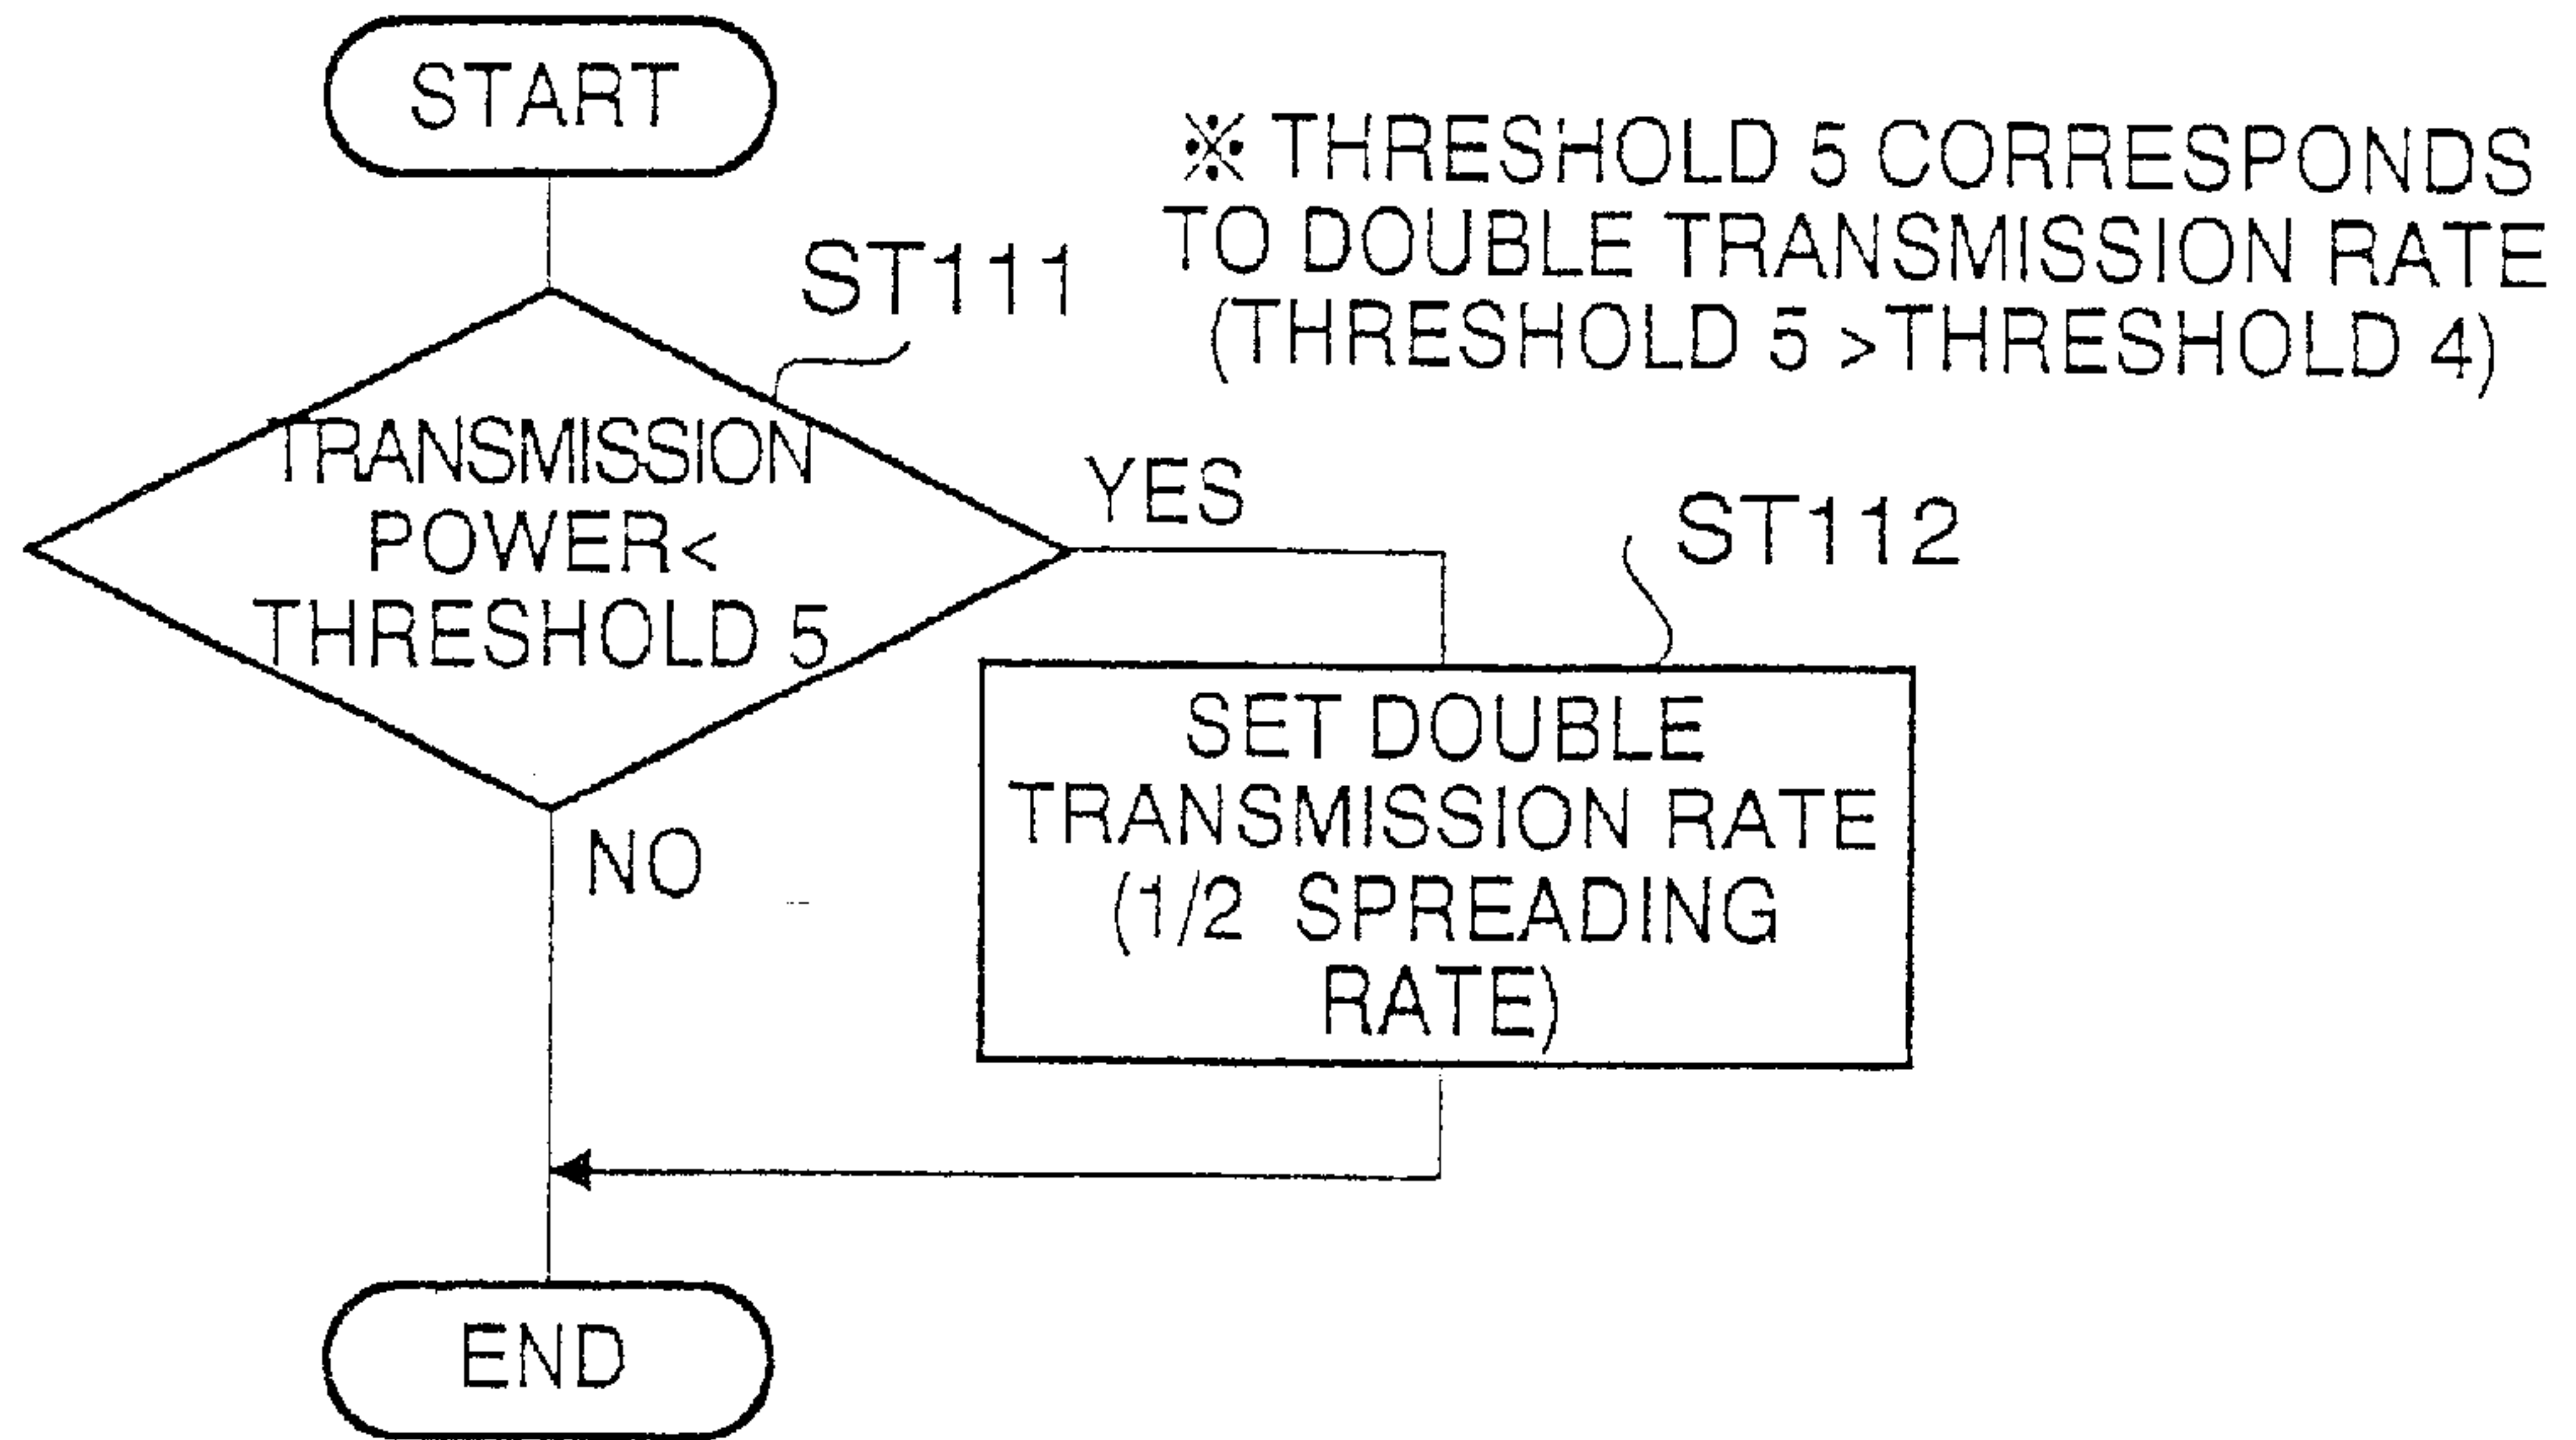 START
※ THRESHOLD 5 CORRESPONDS
TO DOUBLE TRANSMISSION RATE
(THRESHOLD 5 >THRESHOLD 4)
ST111
TRANSMISSION
POWER<
THRESHOLD 5
YES
ST112
SET DOUBLE
TRANSMISSION RATE
(1/2 SPREADING
RATE)
NO
END